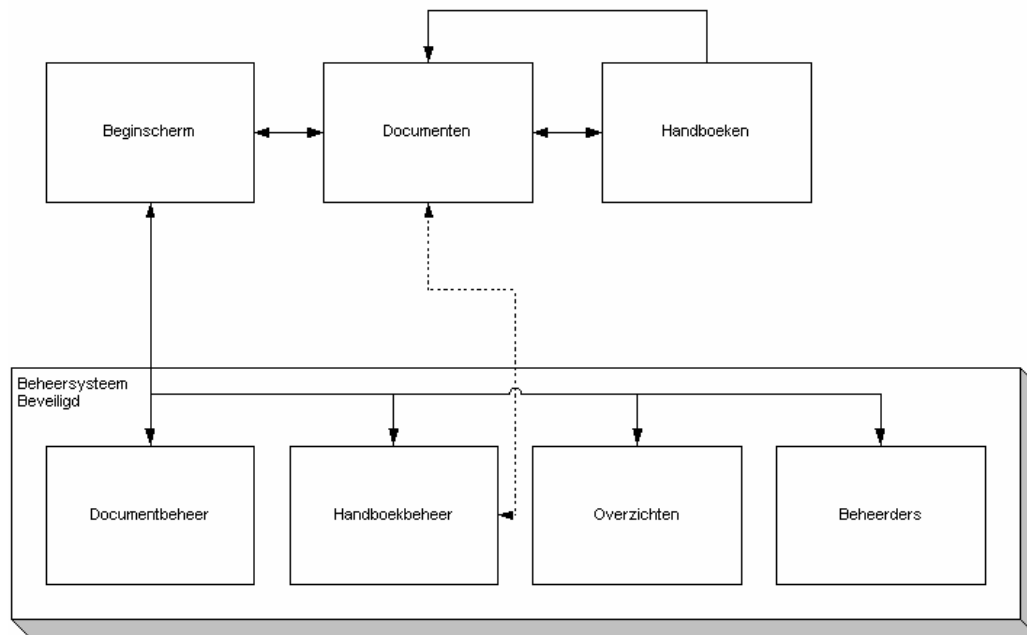 Beginscherm
Documenten
Handboeken
Beheersysteem
Beveiligd
Documentbeheer
Handboekbeheer
Overzichten
Beheerders